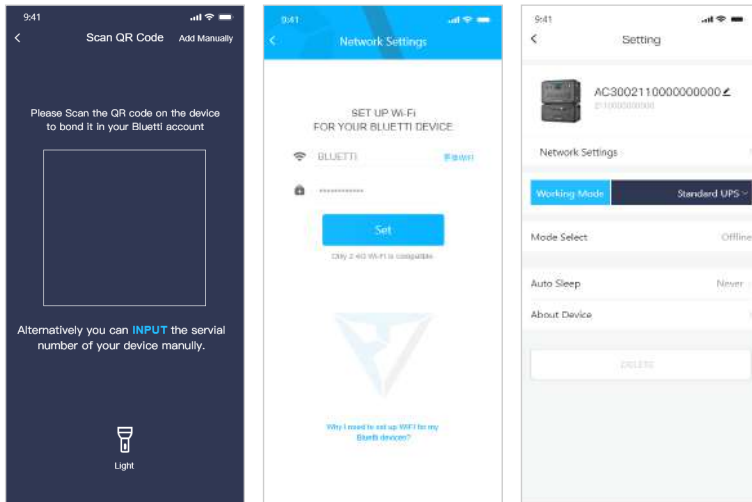 9:41
Scan QR Code
Add Manually
Please Scan the QR code on the device
to bond it in your Bluetti account
Alternatively you can INPUT the servial
number of your device manully.
Light
9:41
Network Settings
SET UP Wi-Fi
FOR YOUR BLUETTI DEVICE
BLUETTI
************
Set
Only 2.4G Wi-Fi is compatible
Why I need to set up WIFI for my
Bluetti devices?
9:41
Setting
AC3002110000000000
2110000000000
Network Settings
Working Mode
Standard UPS
Mode Select
Offline
Auto Sleep
Never
About Device
DELETE